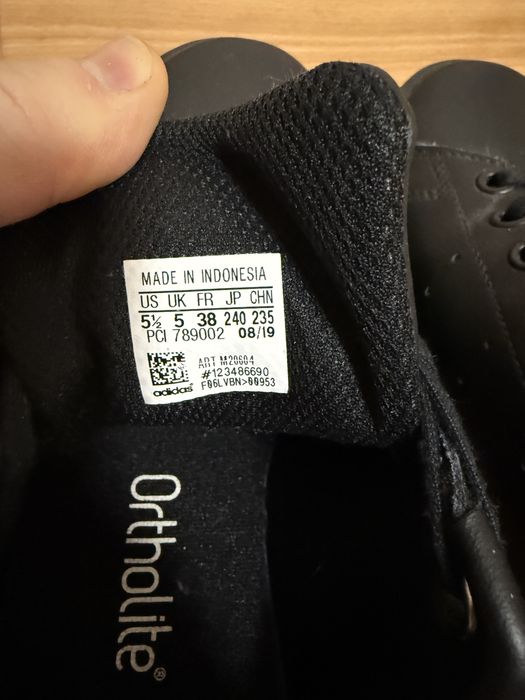 MADE IN INDONESIA
US UK FR JP CHN
5½ 5 38 240 235
PCI 789002 08/19
ART M20604
#123486690
F06LVBN>00953
adidas
Ortholite®